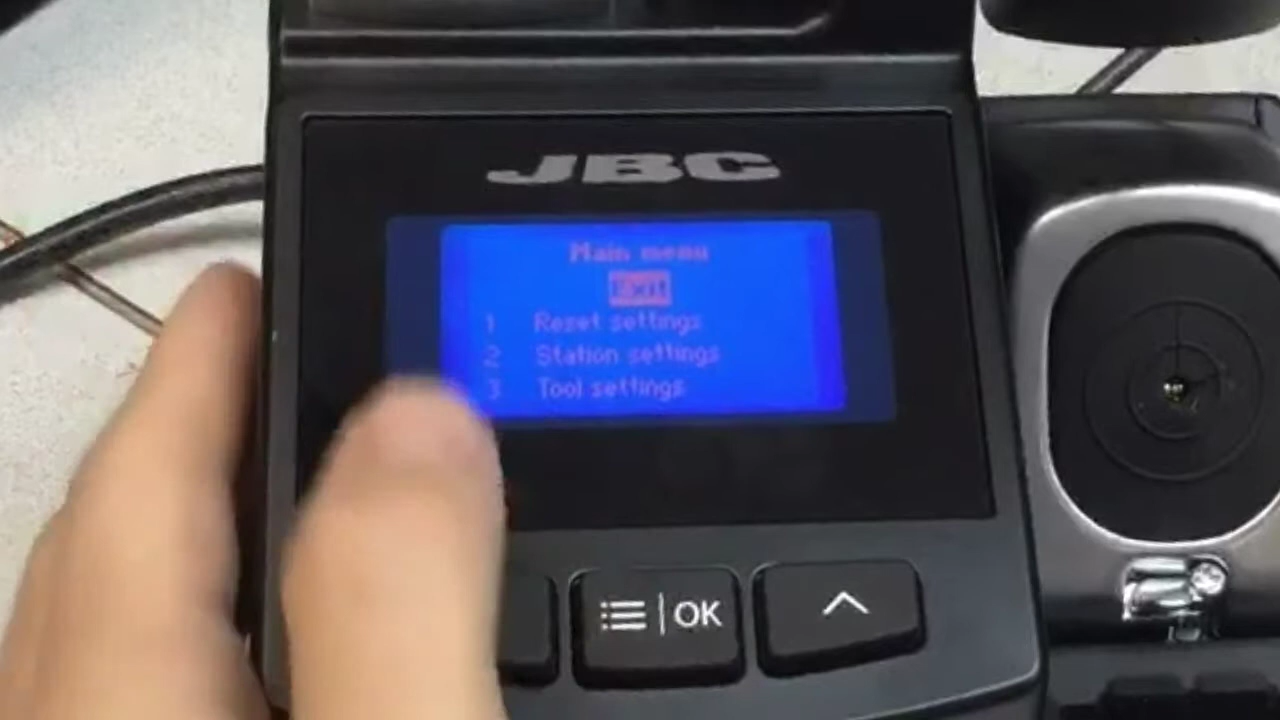 JBC
Main menu
Exit
1 Reset settings
2 Station settings
3 Tool settings
OK